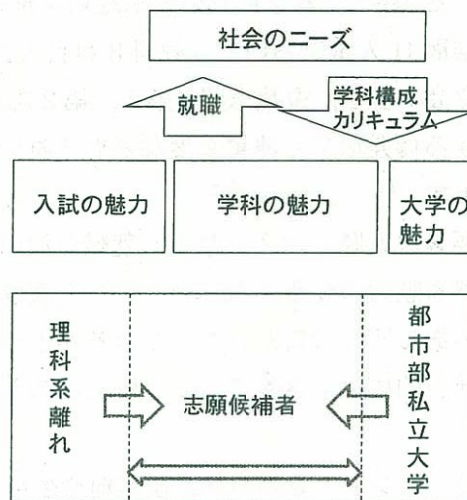 社会のニーズ
就職
学科構成
カリキュラム
入試の魅力
学科の魅力
大学の
魅力
理科系離れ
志願候補者
都市部私立大学